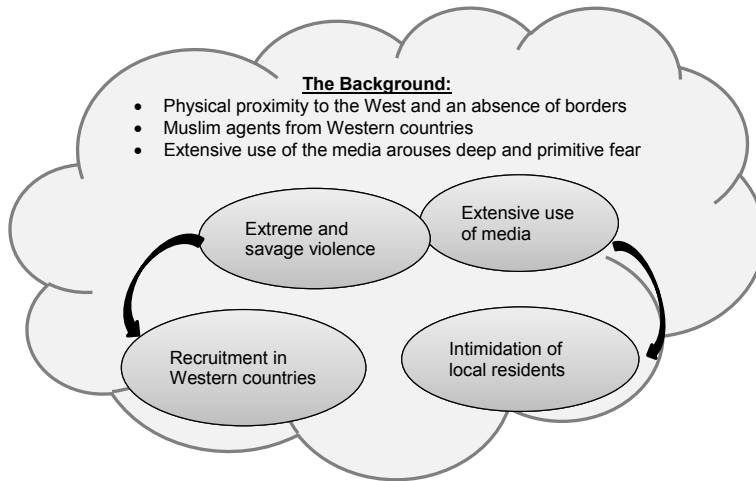 The Background:
• Physical proximity to the West and an absence of borders
• Muslim agents from Western countries
• Extensive use of the media arouses deep and primitive fear
Extreme and
savage violence
Extensive use
of media
Recruitment in
Western countries
Intimidation of
local residents